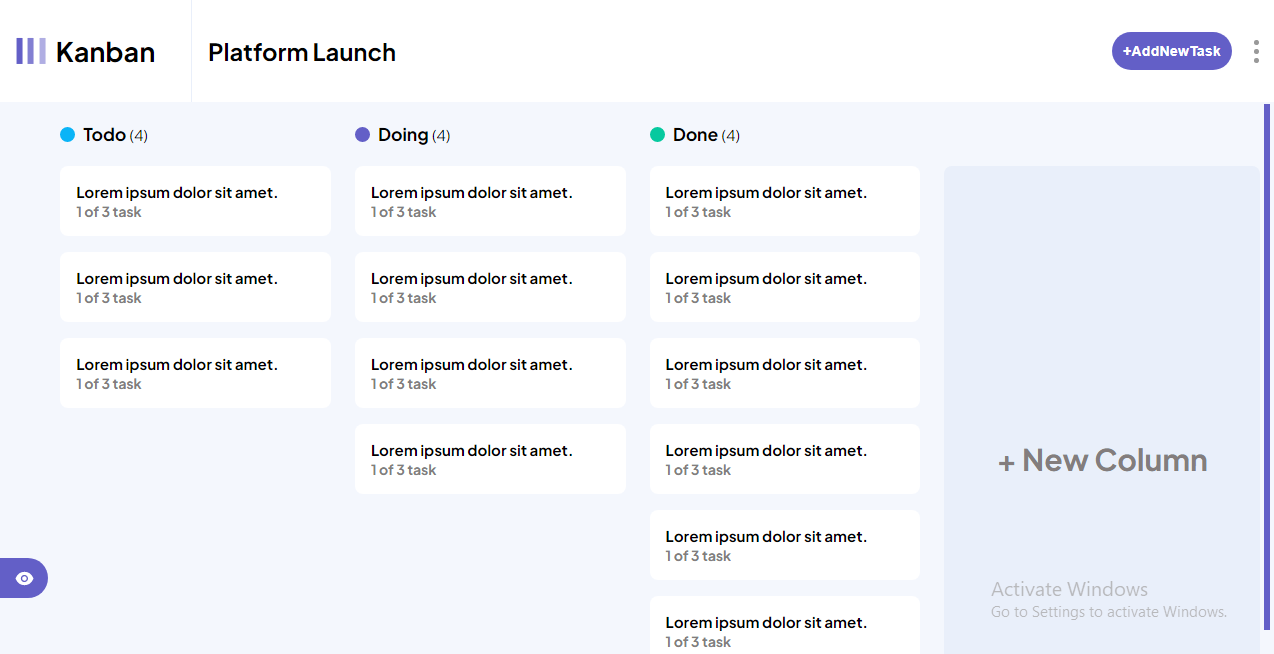 Kanban
Platform Launch
+AddNewTask
Todo (4)
Lorem ipsum dolor sit amet.
1 of 3 task
Lorem ipsum dolor sit amet.
1 of 3 task
Lorem ipsum dolor sit amet.
1 of 3 task
Doing (4)
Lorem ipsum dolor sit amet.
1 of 3 task
Lorem ipsum dolor sit amet.
1 of 3 task
Lorem ipsum dolor sit amet.
1 of 3 task
Lorem ipsum dolor sit amet.
1 of 3 task
Done (4)
Lorem ipsum dolor sit amet.
1 of 3 task
Lorem ipsum dolor sit amet.
1 of 3 task
Lorem ipsum dolor sit amet.
1 of 3 task
Lorem ipsum dolor sit amet.
1 of 3 task
Lorem ipsum dolor sit amet.
1 of 3 task
Lorem ipsum dolor sit amet.
1 of 3 task
+ New Column
Activate Windows
Go to Settings to activate Windows.